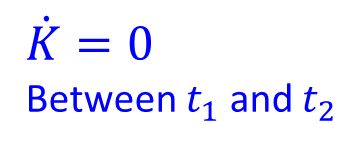 K̇ = 0
Between t₁ and t₂